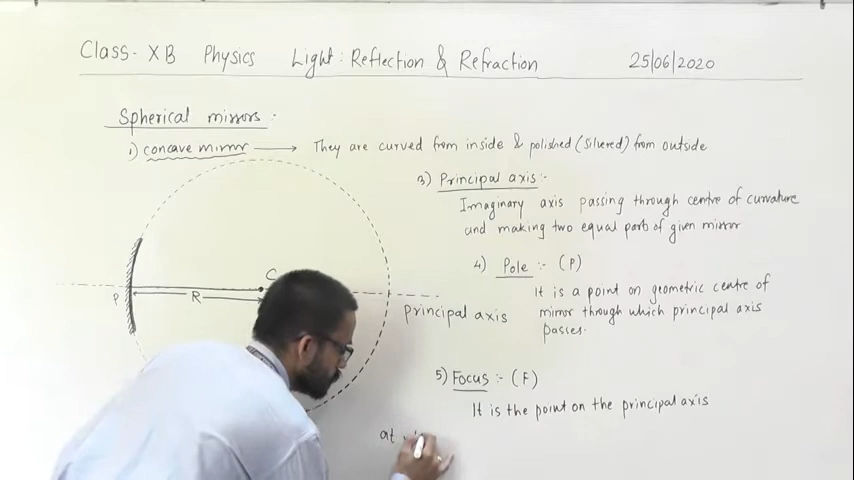 Class- XB Physics Light: Reflection & Refraction 25/06/2020
Spherical mirrors :-
i) concave mirror → They are curved from inside & polished (silvered) from outside
3) Principal axis :-
Imaginary axis passing through centre of curvature
and making two equal part of given mirror
4) Pole :- (P)
It is a point on geometric centre of
mirror through which principal axis
passes.
C
P
R
Principal axis
5) Focus :- (F)
It is the point on the principal axis
at